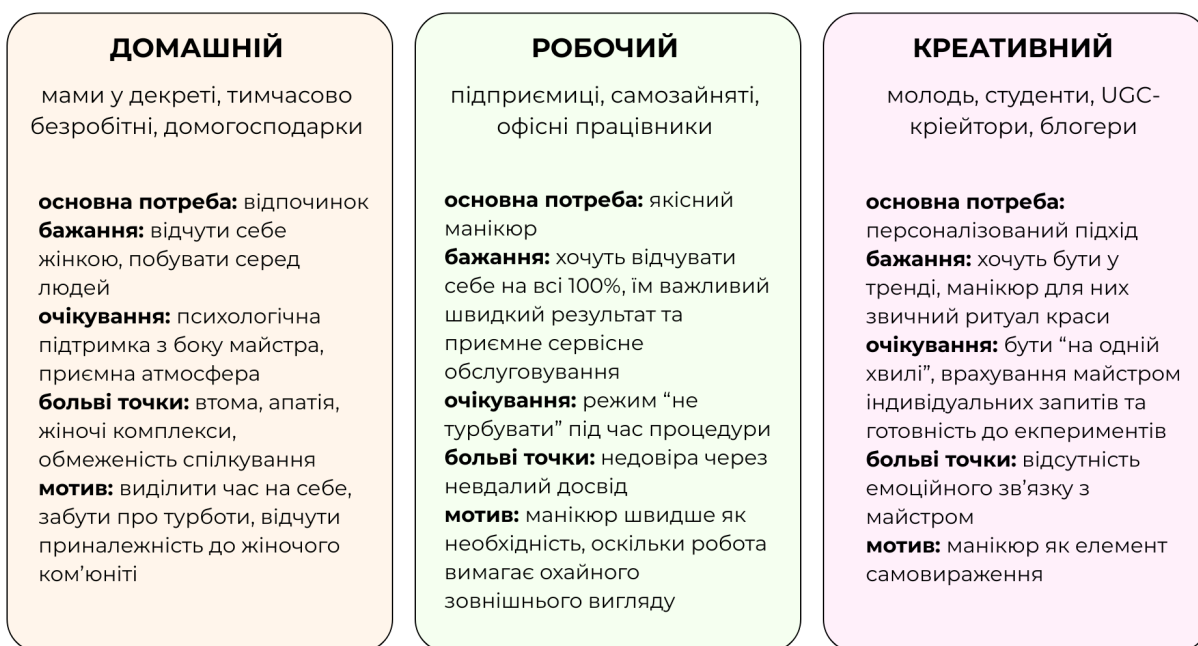 ДОМАШНІЙ
мами у декреті, тимчасово
безробітні, домогосподарки
основна потреба: відпочинок
бажання: відчути себе
жінкою, побувати серед
людей
очікування: психологічна
підтримка з боку майстра,
приємна атмосфера
больві точки: втома, апатія,
жіночі комплекси,
обмеженість спілкування
мотив: виділити час на себе,
забути про турботи, відчути
приналежність до жіночого
ком’юніті
РОБОЧИЙ
підприємиці, самозайняті,
офісні працівники
основна потреба: якісний
манікюр
бажання: хочуть відчувати
себе на всі 100%, їм важливий
швидкий результат та
приємне сервісне
обслуговування
очікування: режим “не
турбувати” під час процедури
больві точки: недовіра через
невдалий досвід
мотив: манікюр швидше як
необхідність, оскільки робота
вимагає охайного
зовнішнього вигляду
КРЕАТИВНИЙ
молодь, студенти, UGC-
кріейтори, блогери
основна потреба:
персоналізований підхід
бажання: хочуть бути у
тренді, манікюр для них
звичний ритуал краси
очікування: бути “на одній
хвилі”, врахування майстром
індивідуальних запитів та
готовність до екпериментів
больві точки: відсутність
емоційного зв’язку з
майстром
мотив: манікюр як елемент
самовираження